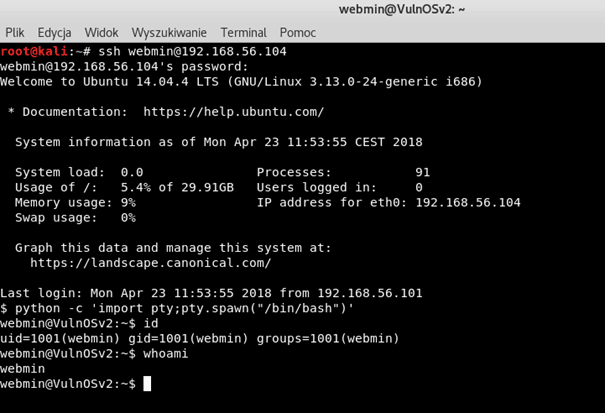 webmin@VulnOSv2: ~
Plik Edycja Widok Wyszukiwanie Terminal Pomoc
root@kali:~# ssh webmin@192.168.56.104
webmin@192.168.56.104's password:
Welcome to Ubuntu 14.04.4 LTS (GNU/Linux 3.13.0-24-generic i686)
* Documentation:  https://help.ubuntu.com/
System information as of Mon Apr 23 11:53:55 CEST 2018
System load:  0.0                Processes:           91
Usage of /:   5.4% of 29.91GB   Users logged in:     0
Memory usage: 9%                 IP address for eth0: 192.168.56.104
Swap usage:   0%
Graph this data and manage this system at:
https://landscape.canonical.com/
Last login: Mon Apr 23 11:53:55 2018 from 192.168.56.101
$ python -c 'import pty;pty.spawn("/bin/bash")'
webmin@VulnOSv2:~$ id
uid=1001(webmin) gid=1001(webmin) groups=1001(webmin)
webmin@VulnOSv2:~$ whoami
webmin
webmin@VulnOSv2:~$